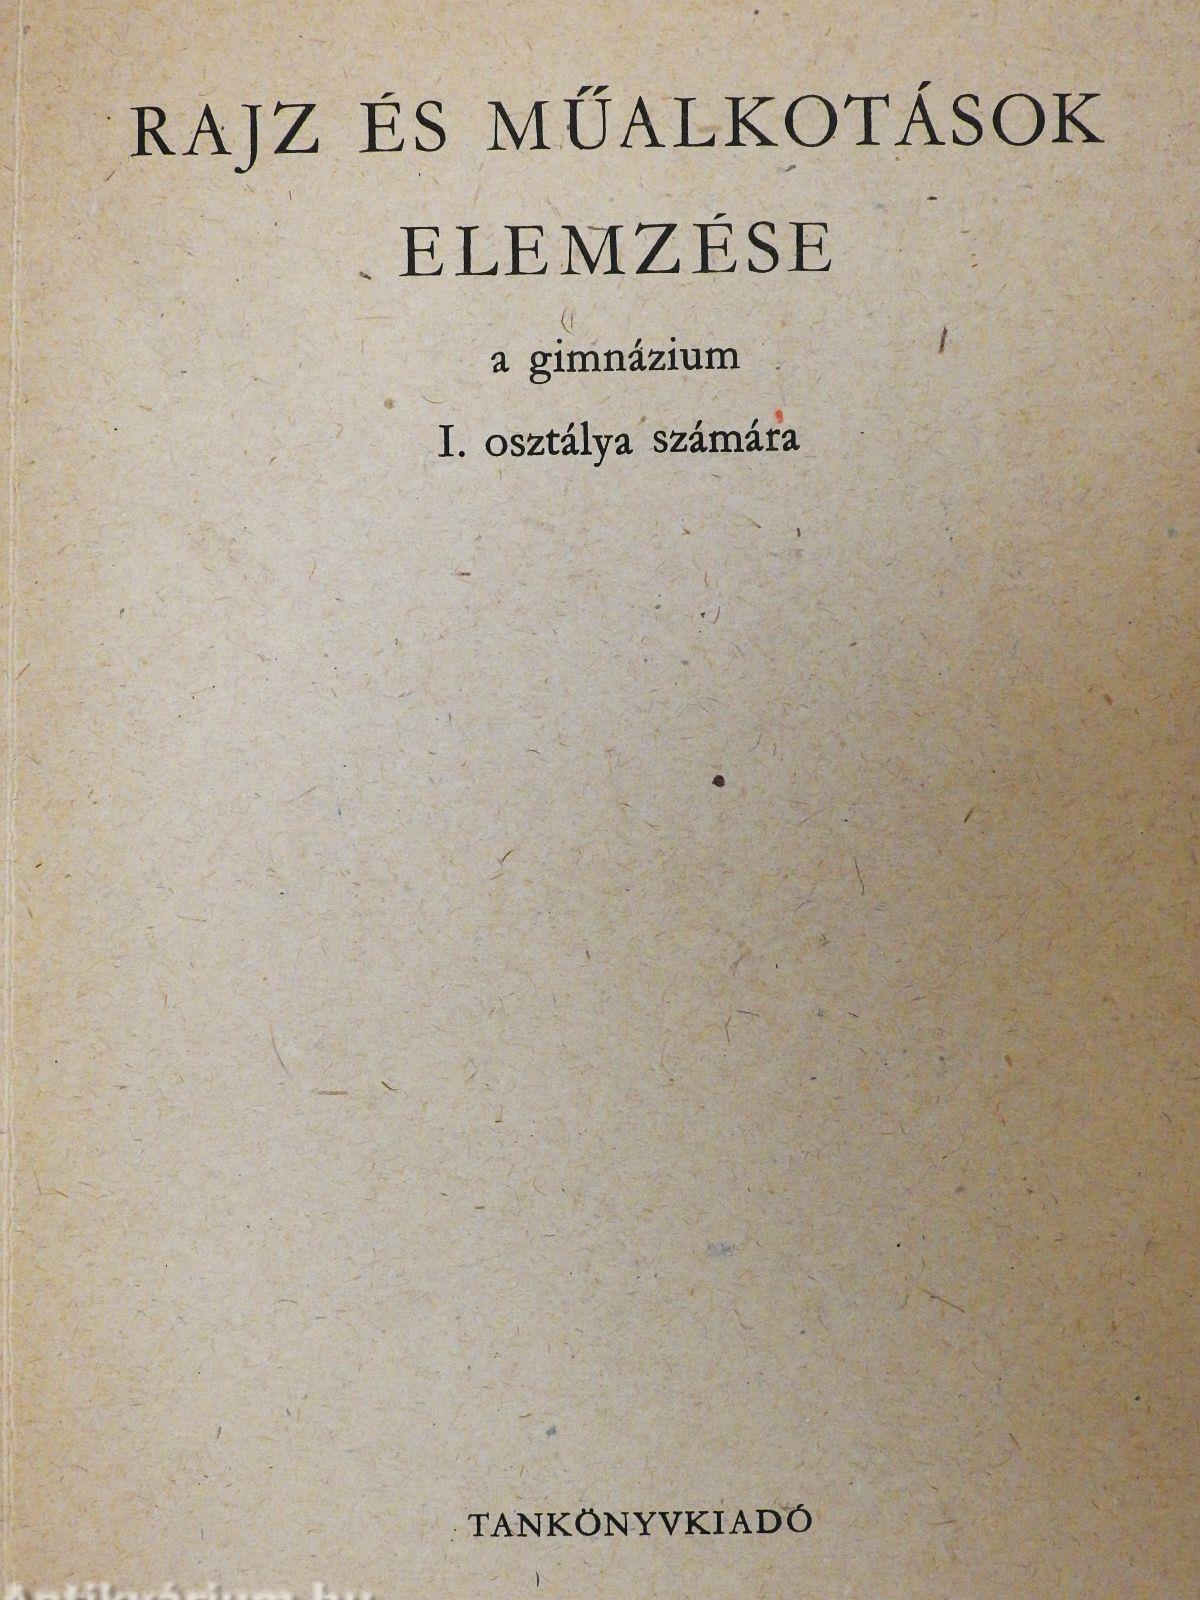 RAJZ ÉS MŰALKOTÁSOK
ELEMZÉSE
a gimnázium
I. osztálya számára
TANKÖNYVKIADÓ
Antikvárium.hu